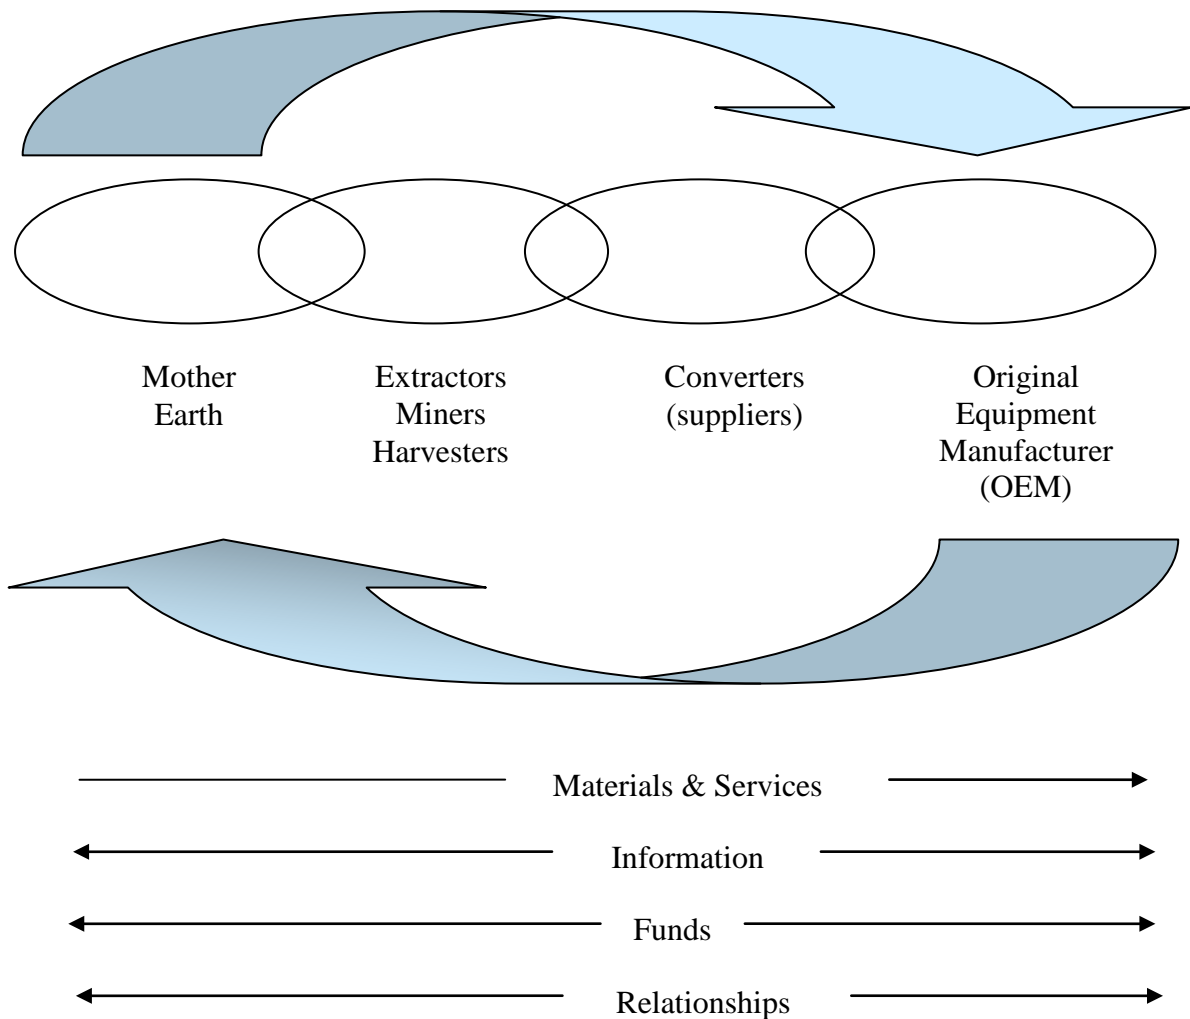 Mother
Earth
Extractors
Miners
Harvesters
Converters
(suppliers)
Original
Equipment
Manufacturer
(OEM)
Materials & Services
Information
Funds
Relationships